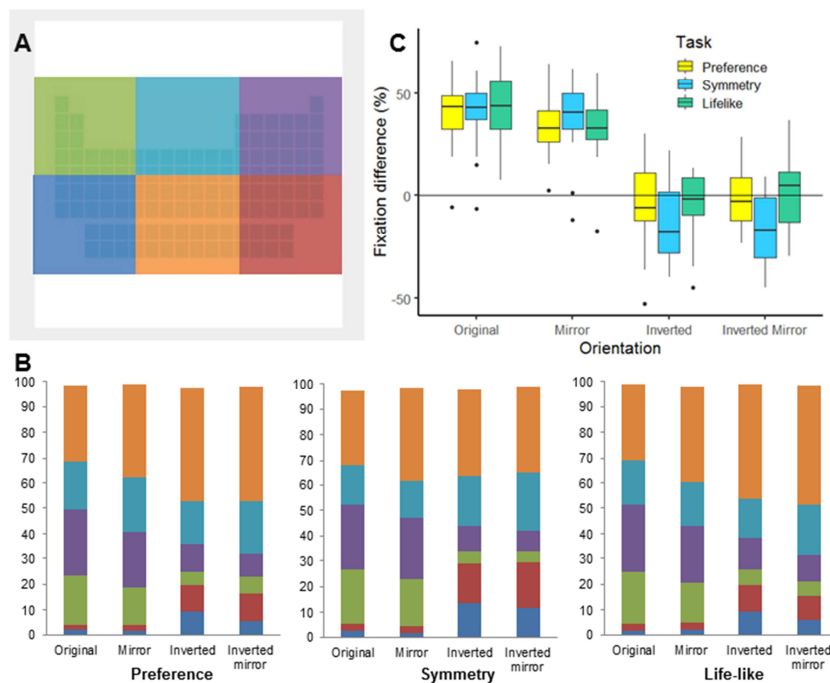 A
C
Task
Preference
Symmetry
Lifelike
Fixation difference (%)
50
0
-50
Original
Mirror
Inverted
Inverted Mirror
Orientation
B
100
90
80
70
60
50
40
30
20
10
0
Original
Mirror
Inverted
Inverted
mirror
Preference
100
90
80
70
60
50
40
30
20
10
0
Original
Mirror
Inverted
Inverted
mirror
Symmetry
100
90
80
70
60
50
40
30
20
10
0
Original
Mirror
Inverted
Inverted
mirror
Life-like